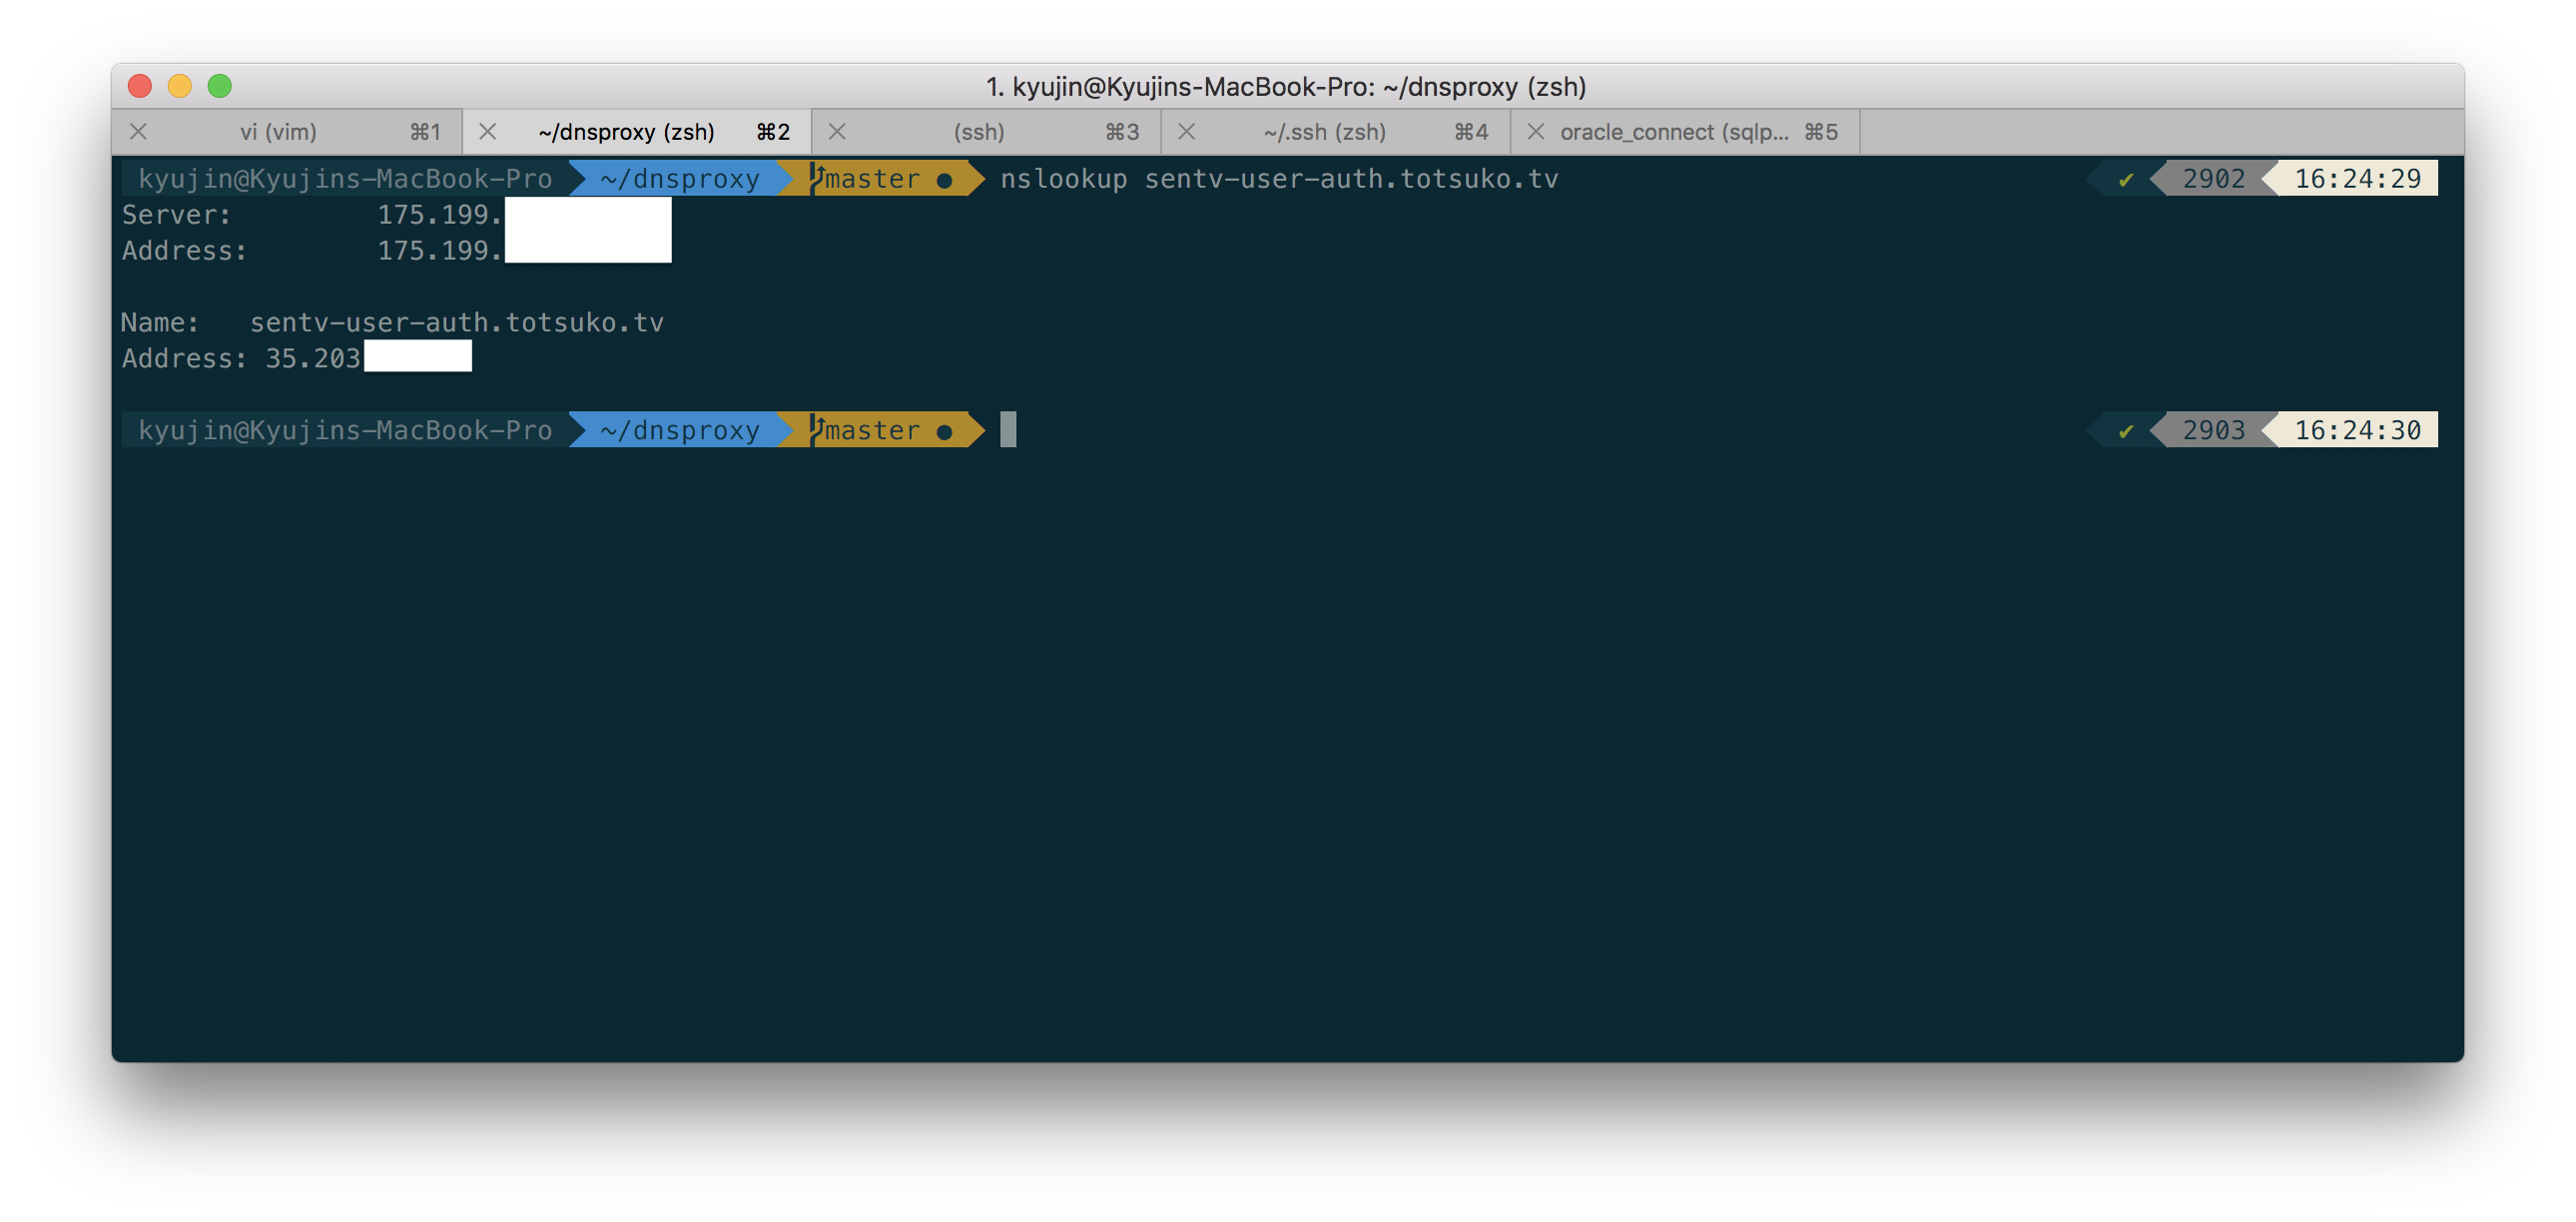 1. kyujin@Kyujins-MacBook-Pro: ~/dnsproxy (zsh)
vi (vim) ⌘1 ~/dnsproxy (zsh) ⌘2 (ssh) ⌘3 ~/.ssh (zsh) ⌘4 oracle_connect (sqlp... ⌘5
kyujin@Kyujins-MacBook-Pro ~/dnsproxy master ● nslookup sentv-user-auth.totsuko.tv ✔ 2902 16:24:29
Server: 175.199.
Address: 175.199.
Name: sentv-user-auth.totsuko.tv
Address: 35.203
kyujin@Kyujins-MacBook-Pro ~/dnsproxy master ● ✔ 2903 16:24:30